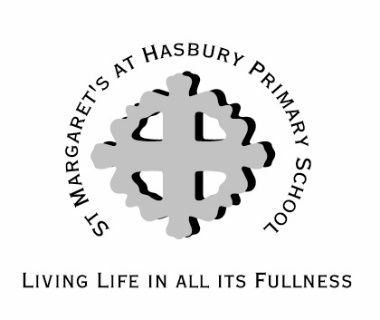 St Margaret's at Hasbury Primary School
Living Life in all its Fullness